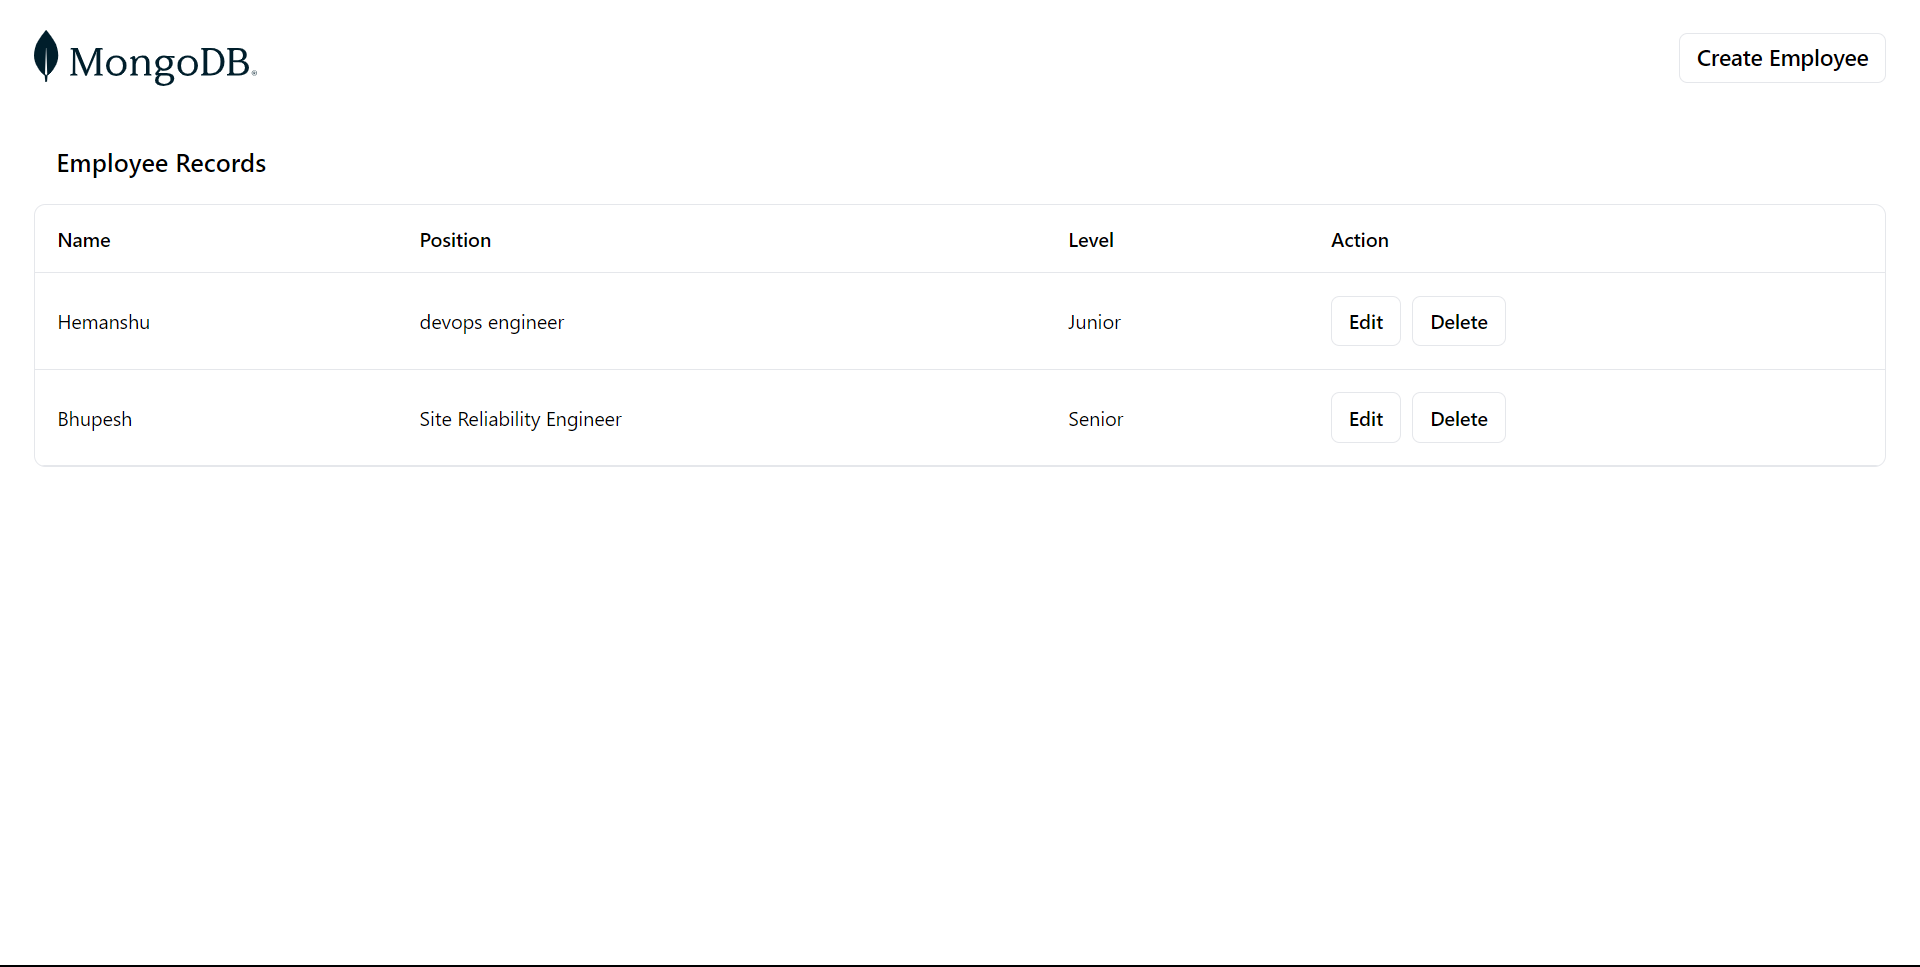 MongoDB®
Create Employee
Employee Records
Name Position Level Action
Hemanshu devops engineer Junior Edit Delete
Bhupesh Site Reliability Engineer Senior Edit Delete